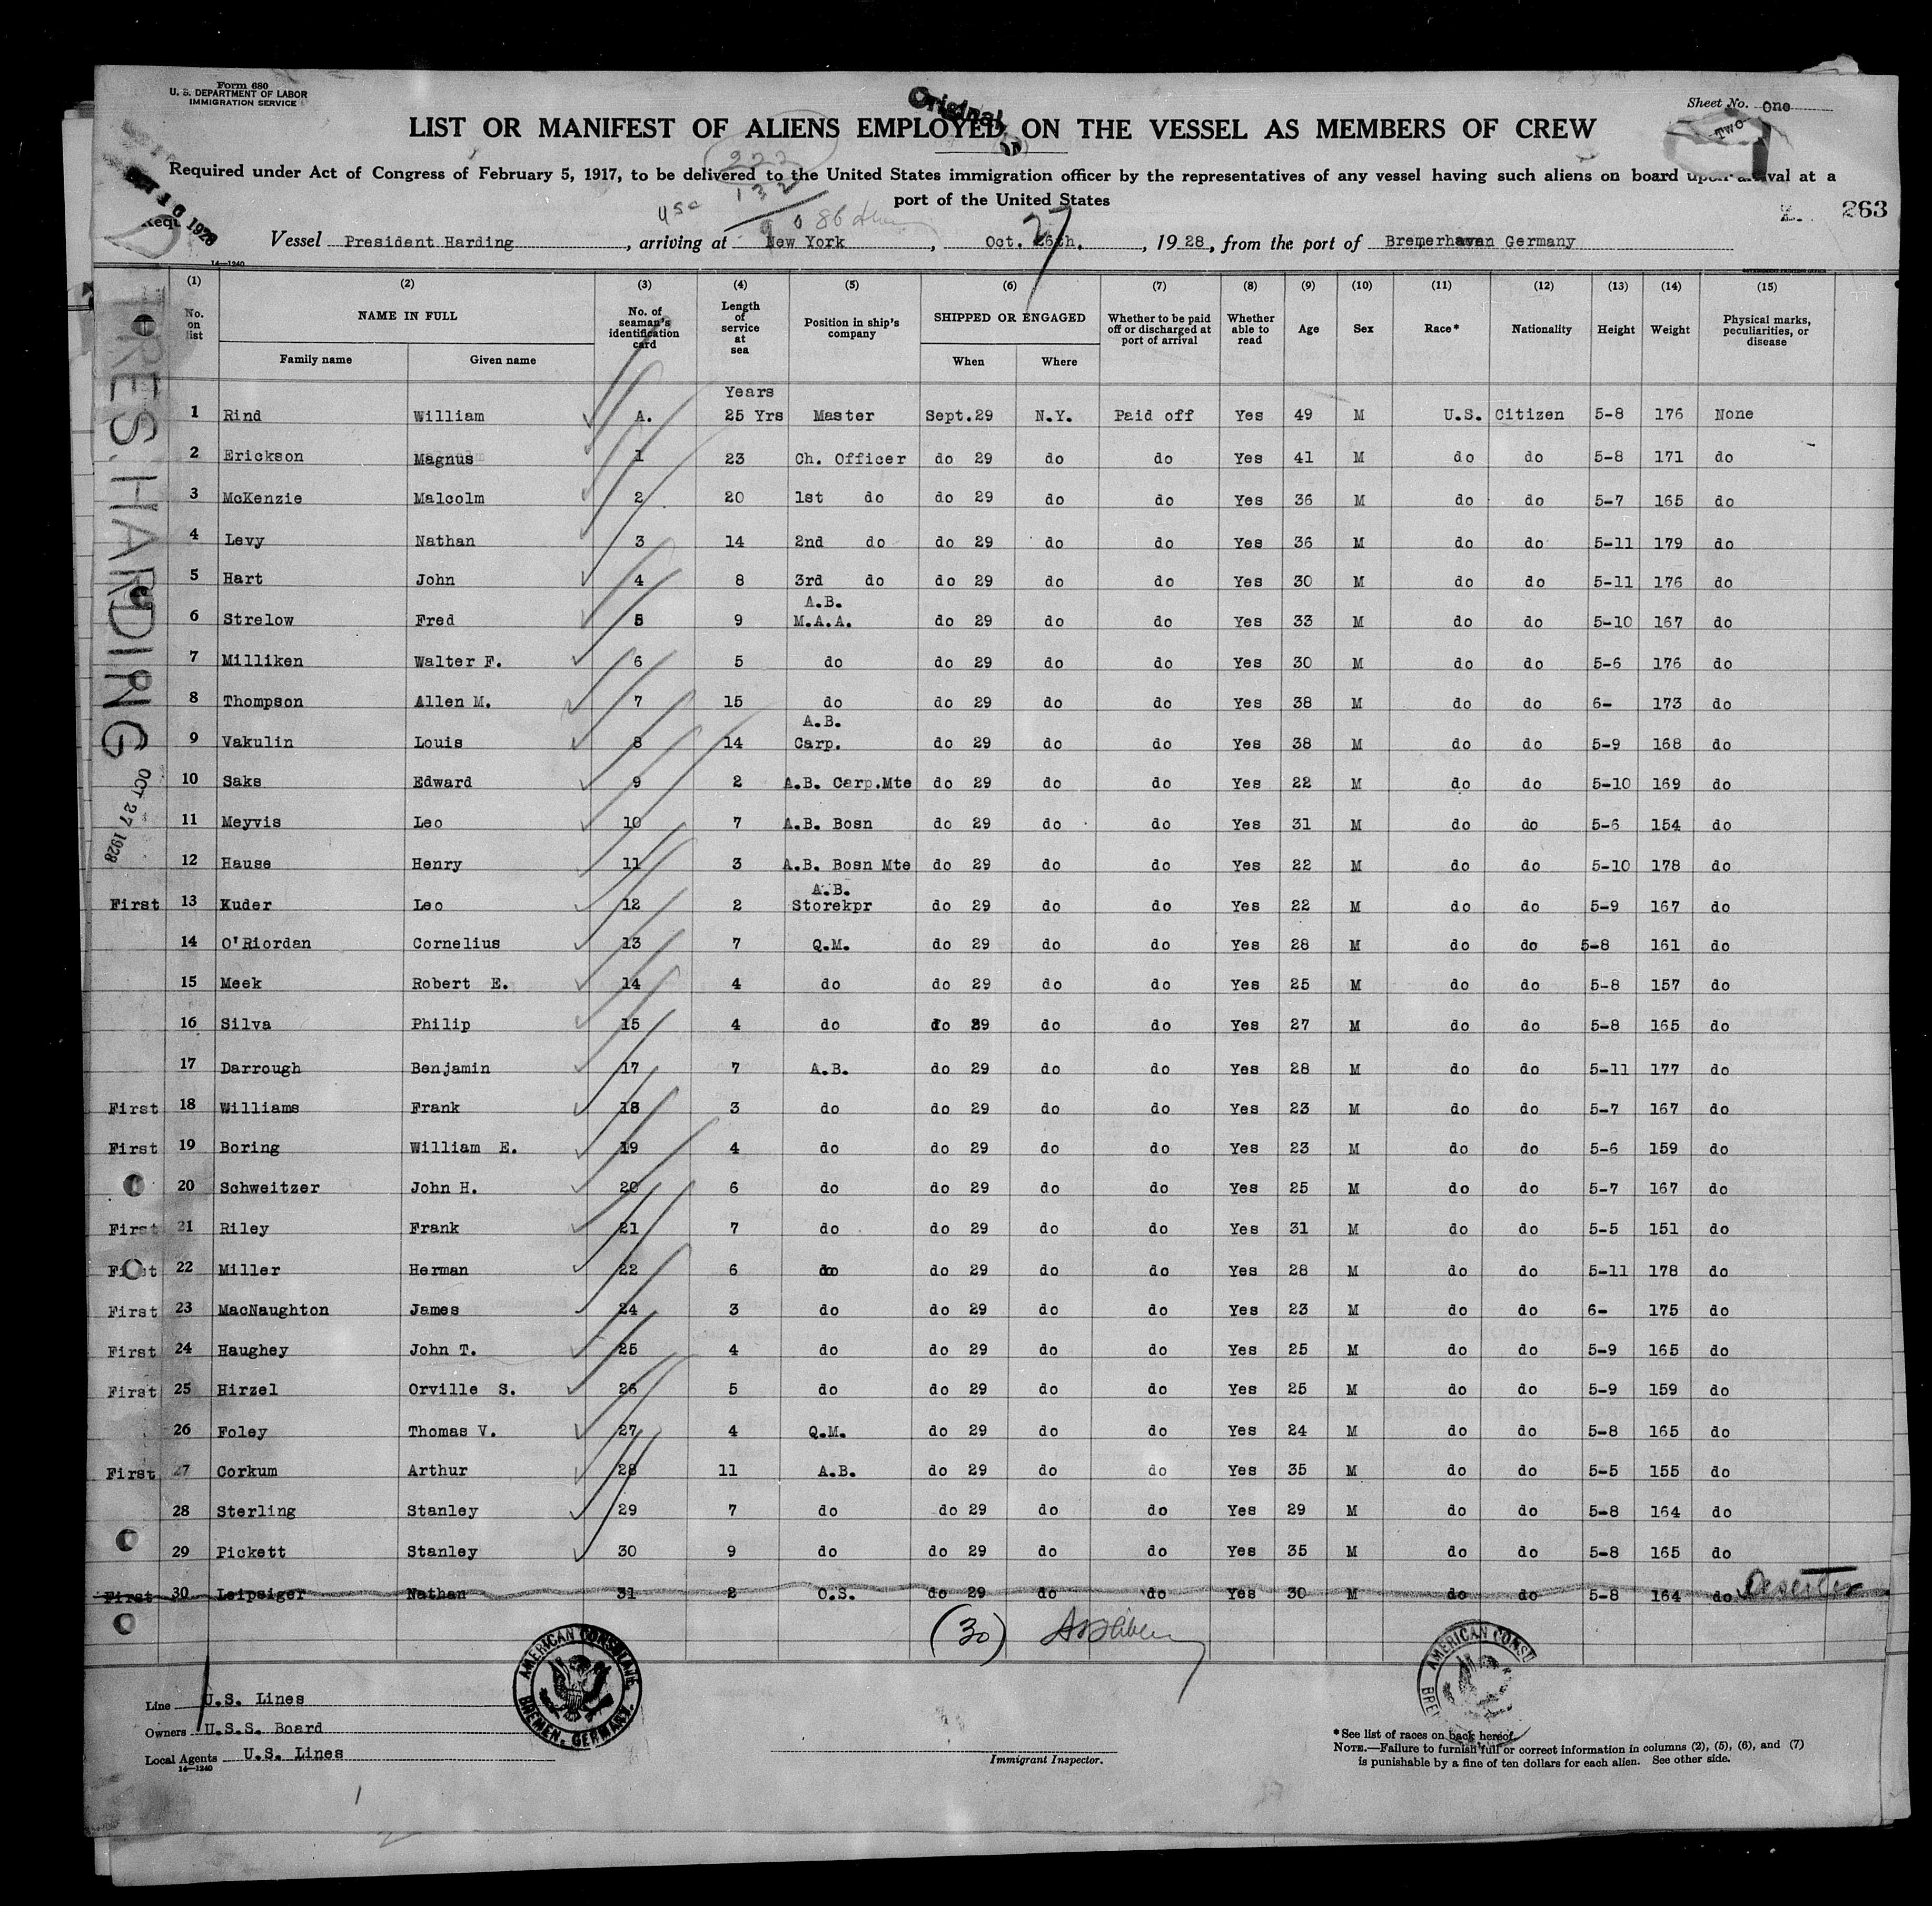 Form 680
U. S. DEPARTMENT OF LABOR
IMMIGRATION SERVICE
Original
Sheet No. One
TWO
LIST OR MANIFEST OF ALIENS EMPLOYED ON THE VESSEL AS MEMBERS OF CREW
Required under Act of Congress of February 5, 1917, to be delivered to the United States immigration officer by the representatives of any vessel having such aliens on board upon arrival at a
port of the United States
263
Vessel President Harding, arriving at New York, Oct. 26th. 27, 1928, from the port of Bremerhaven Germany
14—1240
(1) (2) (3) (4) (5) (6) (7) (8) (9) (10) (11) (12) (13) (14) (15)
No. on list NAME IN FULL Family name Given name No. of seaman's identification card Length of service at sea Position in ship's company SHIPPED OR ENGAGED When Where Whether to be paid off or discharged at port of arrival Whether able to read Age Sex Race* Nationality Height Weight Physical marks, peculiarities, or disease
Years
1 Rind William A. 25 Yrs Master Sept.29 N.Y. Paid off Yes 49 M U.S. Citizen 5-8 176 None
2 Erickson Magnus 1 23 Ch. Officer do 29 do do Yes 41 M do do 5-8 171 do
3 McKenzie Malcolm 2 20 1st do do 29 do do Yes 36 M do do 5-7 165 do
4 Levy Nathan 3 14 2nd do do 29 do do Yes 36 M do do 5-11 179 do
5 Hart John 4 8 3rd do do 29 do do Yes 30 M do do 5-11 176 do
6 Strelow Fred 5 9 A.B. M.A.A. do 29 do do Yes 33 M do do 5-10 167 do
7 Milliken Walter F. 6 5 do do 29 do do Yes 30 M do do 5-6 176 do
8 Thompson Allen M. 7 15 do do 29 do do Yes 38 M do do 6- 173 do
9 Vakulin Louis 8 14 A.B. Carp. do 29 do do Yes 38 M do do 5-9 168 do
10 Saks Edward 9 2 A.B. Carp.Mte do 29 do do Yes 22 M do do 5-10 169 do
11 Meyvis Leo 10 7 A.B. Bosn do 29 do do Yes 31 M do do 5-6 154 do
12 Hause Henry 11 3 A.B. Bosn Mte do 29 do do Yes 22 M do do 5-10 178 do
First 13 Kuder Leo 12 2 A.B. Storekpr do 29 do do Yes 22 M do do 5-9 167 do
14 O'Riordan Cornelius 13 7 Q.M. do 29 do do Yes 28 M do do 5-8 161 do
15 Meek Robert E. 14 4 do do 29 do do Yes 25 M do do 5-8 157 do
16 Silva Philip 15 4 do do 29 do do Yes 27 M do do 5-8 165 do
17 Darrough Benjamin 17 7 A.B. do 29 do do Yes 28 M do do 5-11 177 do
First 18 Williams Frank 18 3 do do 29 do do Yes 23 M do do 5-7 167 do
First 19 Boring William E. 19 4 do do 29 do do Yes 23 M do do 5-6 159 do
20 Schweitzer John H. 20 6 do do 29 do do Yes 25 M do do 5-7 167 do
First 21 Riley Frank 21 7 do do 29 do do Yes 31 M do do 5-5 151 do
First 22 Miller Herman 22 6 do do 29 do do Yes 28 M do do 5-11 178 do
First 23 MacNaughton James 24 3 do do 29 do do Yes 23 M do do 6- 175 do
First 24 Haughey John T. 25 4 do do 29 do do Yes 25 M do do 5-9 165 do
First 25 Hirzel Orville S. 26 5 do do 29 do do Yes 25 M do do 5-9 159 do
26 Foley Thomas V. 27 4 Q.M. do 29 do do Yes 24 M do do 5-8 165 do
First 27 Corkum Arthur 28 11 A.B. do 29 do do Yes 35 M do do 5-5 155 do
28 Sterling Stanley 29 7 do do 29 do do Yes 29 M do do 5-8 164 do
29 Pickett Stanley 30 9 do do 29 do do Yes 35 M do do 5-8 165 do
First 30 Leipsiger Nathan 31 2 O.S. do 29 do do Yes 30 M do do 5-8 164 do Deserter
(30)
PRES. HARDING
OCT 27 1928
AMERICAN CONSULATE
BREMEN, GERMANY.
AMERICAN CONSU
BRE
Line U.S. Lines
Owners U.S.S. Board
Local Agents U.S. Lines
14—1240
Immigrant Inspector.
*See list of races on back hereof.
NOTE.—Failure to furnish full or correct information in columns (2), (5), (6), and (7)
is punishable by a fine of ten dollars for each alien. See other side.